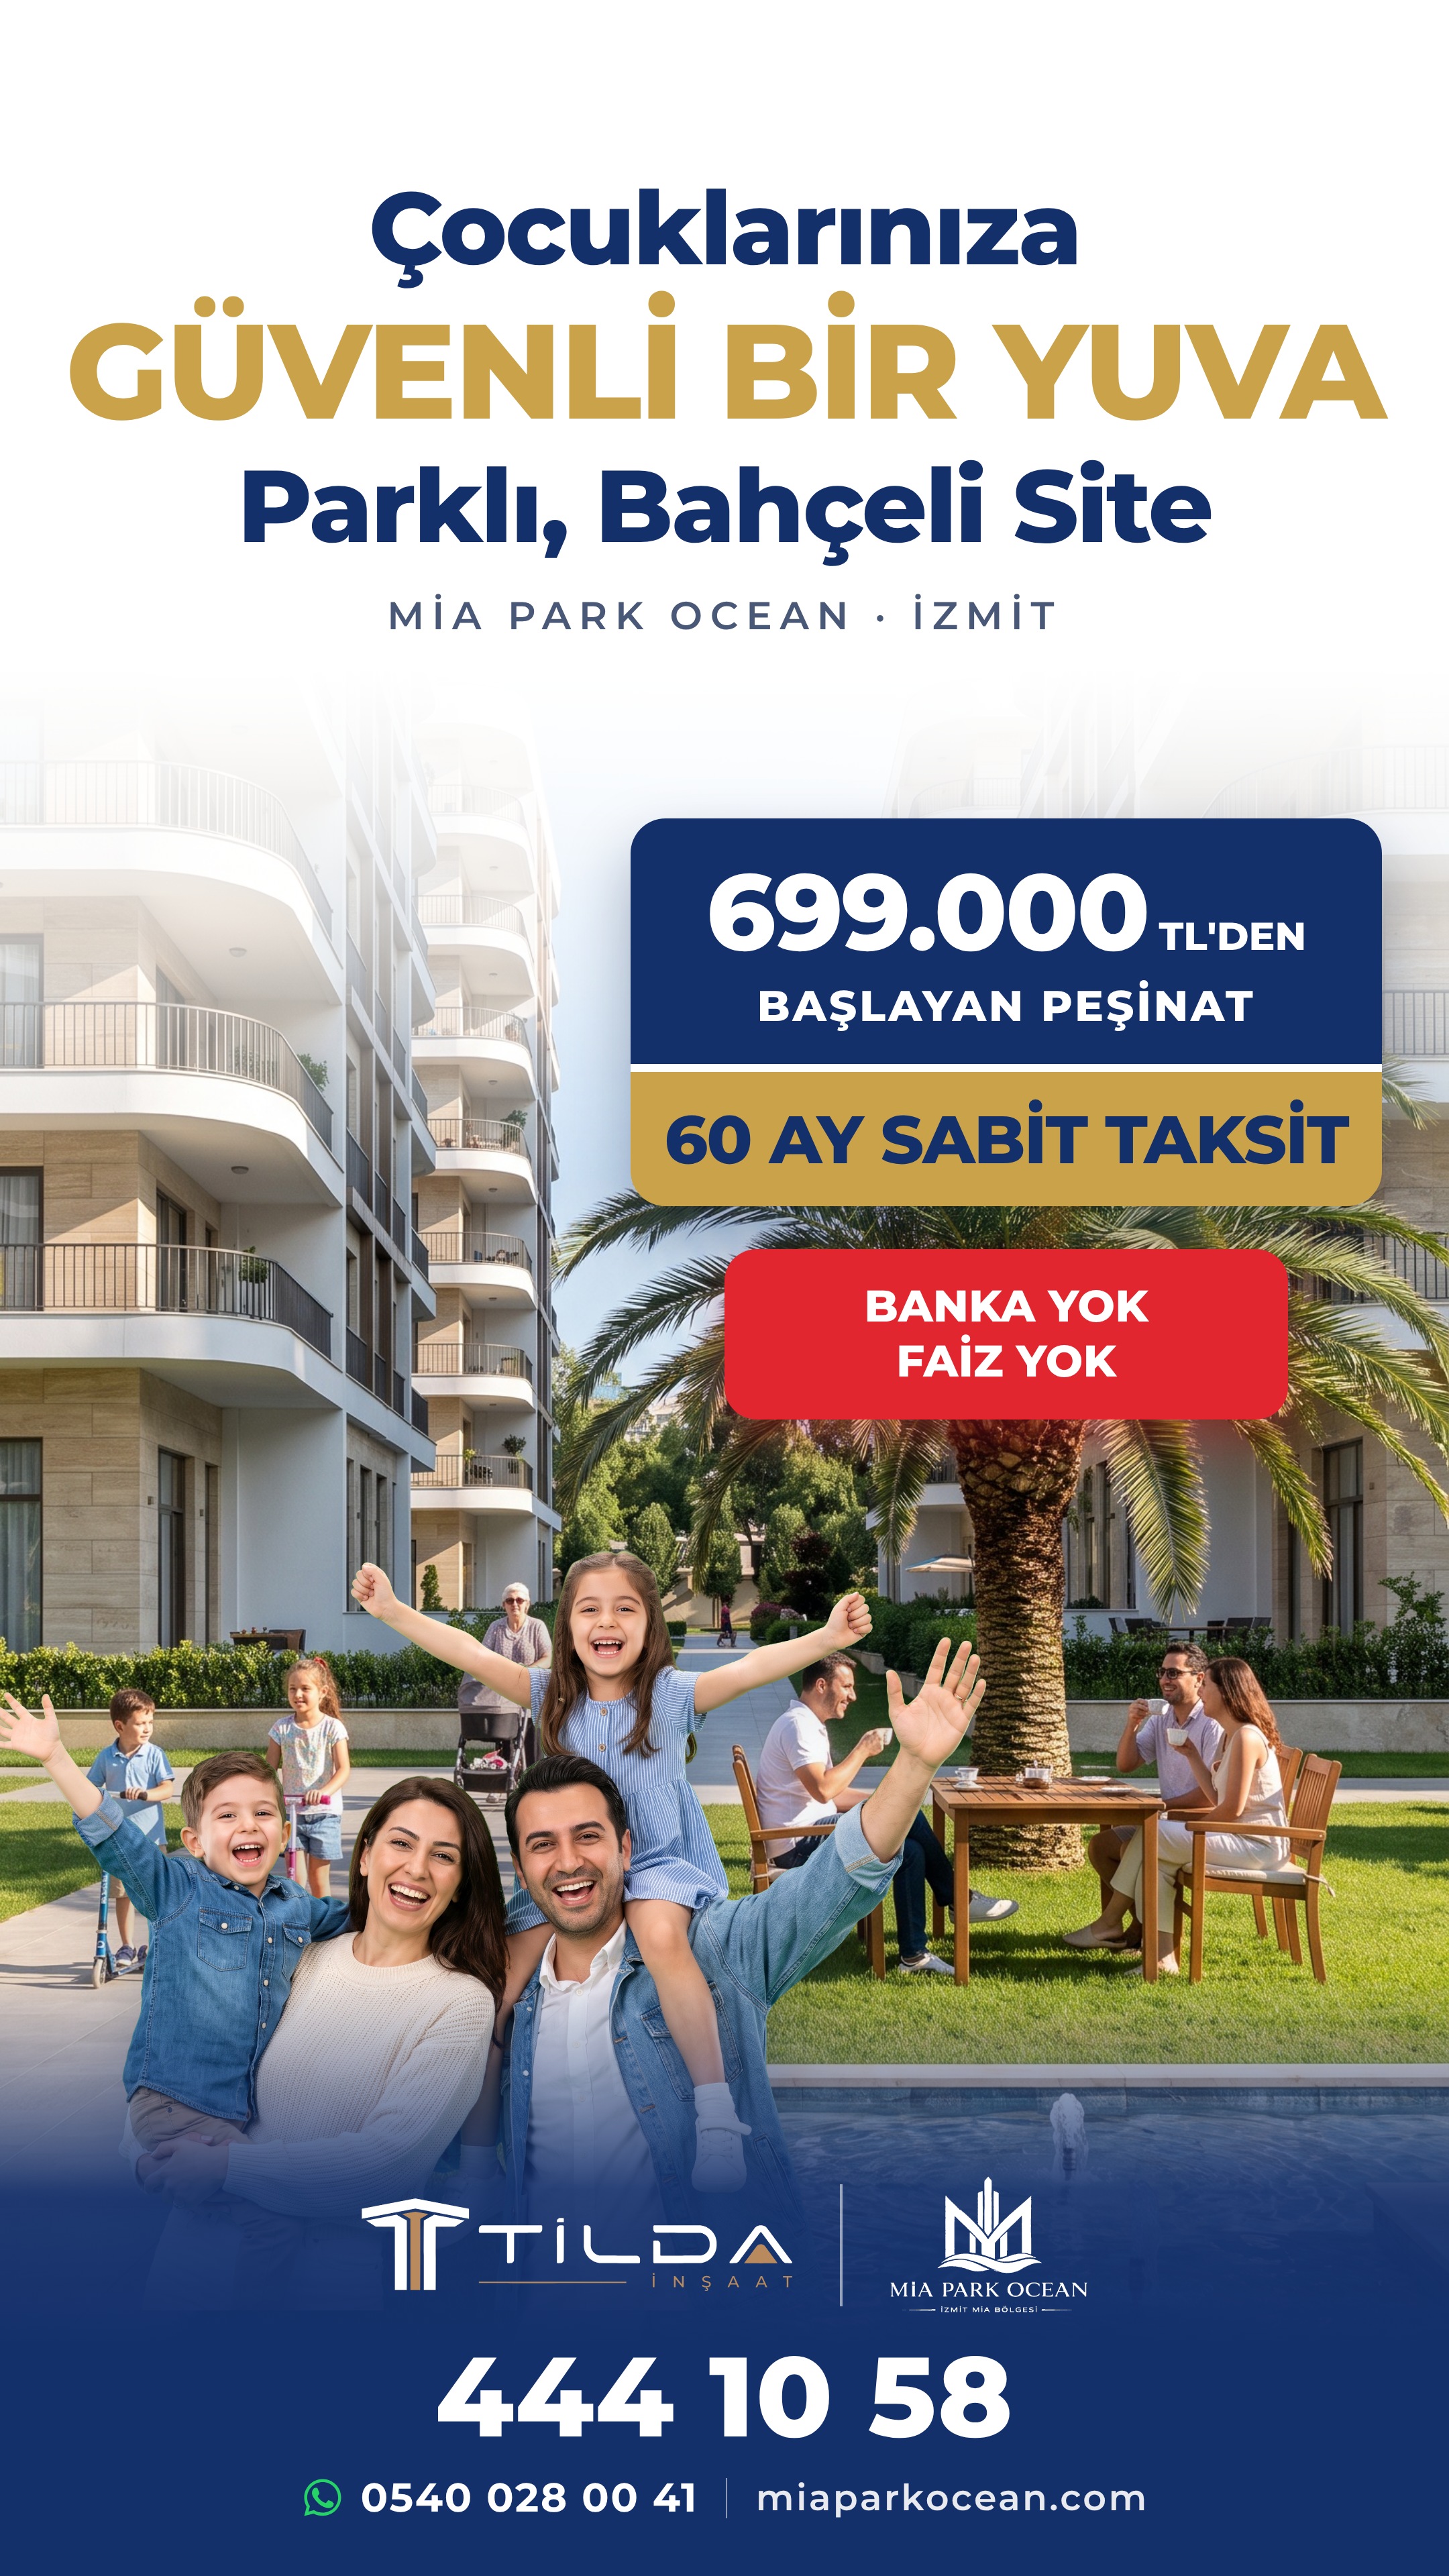 Çocuklarınıza
GÜVENLİ BİR YUVA
Parklı, Bahçeli Site
MİA PARK OCEAN · İZMİT
699.000 TL'DEN
BAŞLAYAN PEŞİNAT
60 AY SABİT TAKSİT
BANKA YOK
FAİZ YOK
TİLDA
İNŞAAT
MİA PARK OCEAN
İZMİT MİA BÖLGESİ
444 10 58
0540 028 00 41
miaparkocean.com